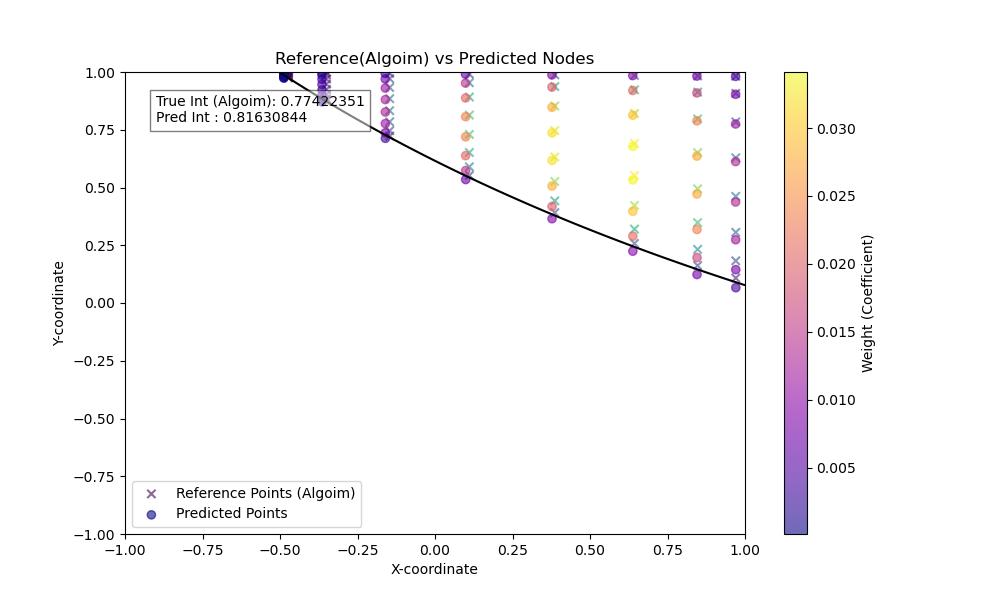 Reference(Algoim) vs Predicted Nodes
True Int (Algoim): 0.77422351
Pred Int : 0.81630844
Y-coordinate
1.00
0.75
0.50
0.25
0.00
−0.25
−0.50
−0.75
−1.00
Reference Points (Algoim)
Predicted Points
−1.00 −0.75 −0.50 −0.25 0.00 0.25 0.50 0.75 1.00
X-coordinate
0.030
0.025
0.020
0.015
0.010
0.005
Weight (Coefficient)